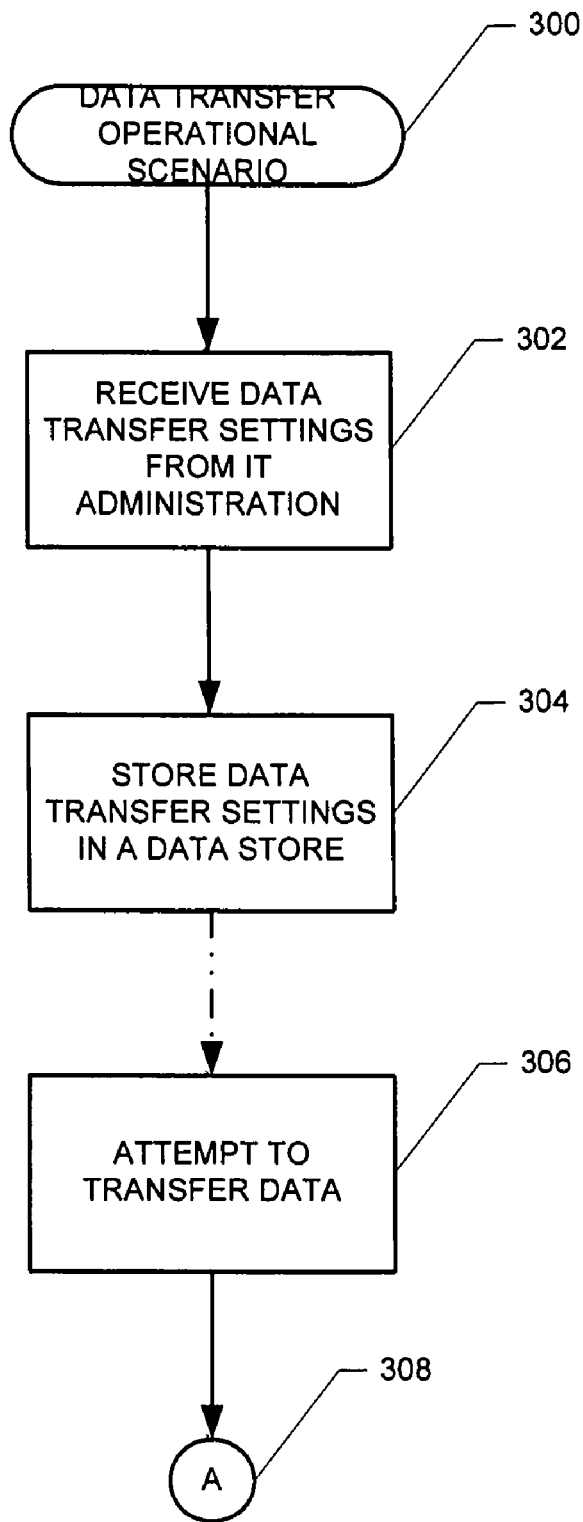 300
DATA TRANSFER
OPERATIONAL
SCENARIO
302
RECEIVE DATA
TRANSFER SETTINGS
FROM IT
ADMINISTRATION
304
STORE DATA
TRANSFER SETTINGS
IN A DATA STORE
306
ATTEMPT TO
TRANSFER DATA
308
A